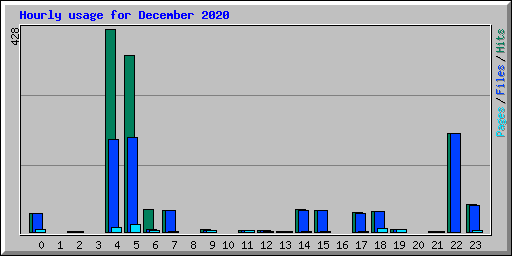 Hourly usage for December 2020
428
Pages/Files/Hits
0 1 2 3 4 5 6 7 8 9 10 11 12 13 14 15 16 17 18 19 20 21 22 23